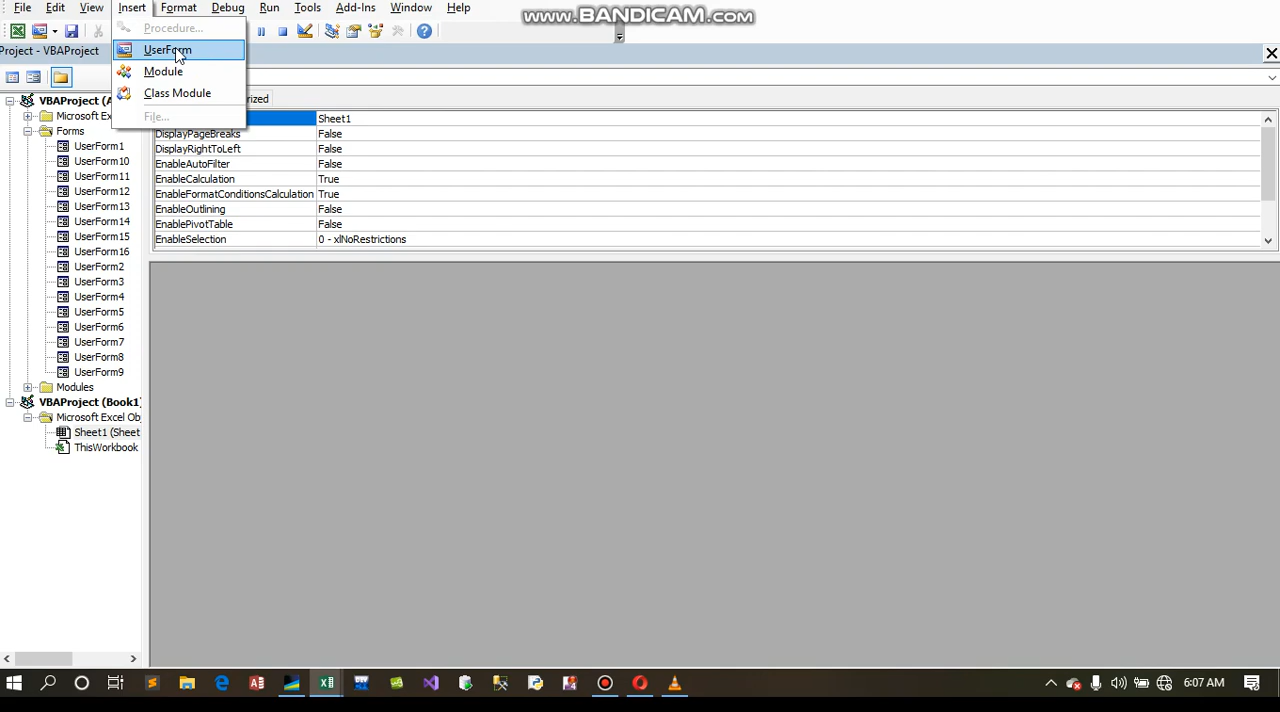 File Edit View Insert Format Debug Run Tools Add-Ins Window Help
www.BANDICAM.com
Procedure...
UserForm
Module
Class Module
File...
Project - VBAProject
VBAProject (A
Microsoft Ex
Forms
UserForm1
UserForm10
UserForm11
UserForm12
UserForm13
UserForm14
UserForm15
UserForm16
UserForm2
UserForm3
UserForm4
UserForm5
UserForm6
UserForm7
UserForm8
UserForm9
Modules
VBAProject (Book1)
Microsoft Excel Obj
Sheet1 (Sheet
ThisWorkbook
rized
Sheet1
DisplayPageBreaks False
DisplayRightToLeft False
EnableAutoFilter False
EnableCalculation True
EnableFormatConditionsCalculation True
EnableOutlining False
EnablePivotTable False
EnableSelection 0 - xlNoRestrictions
6:07 AM